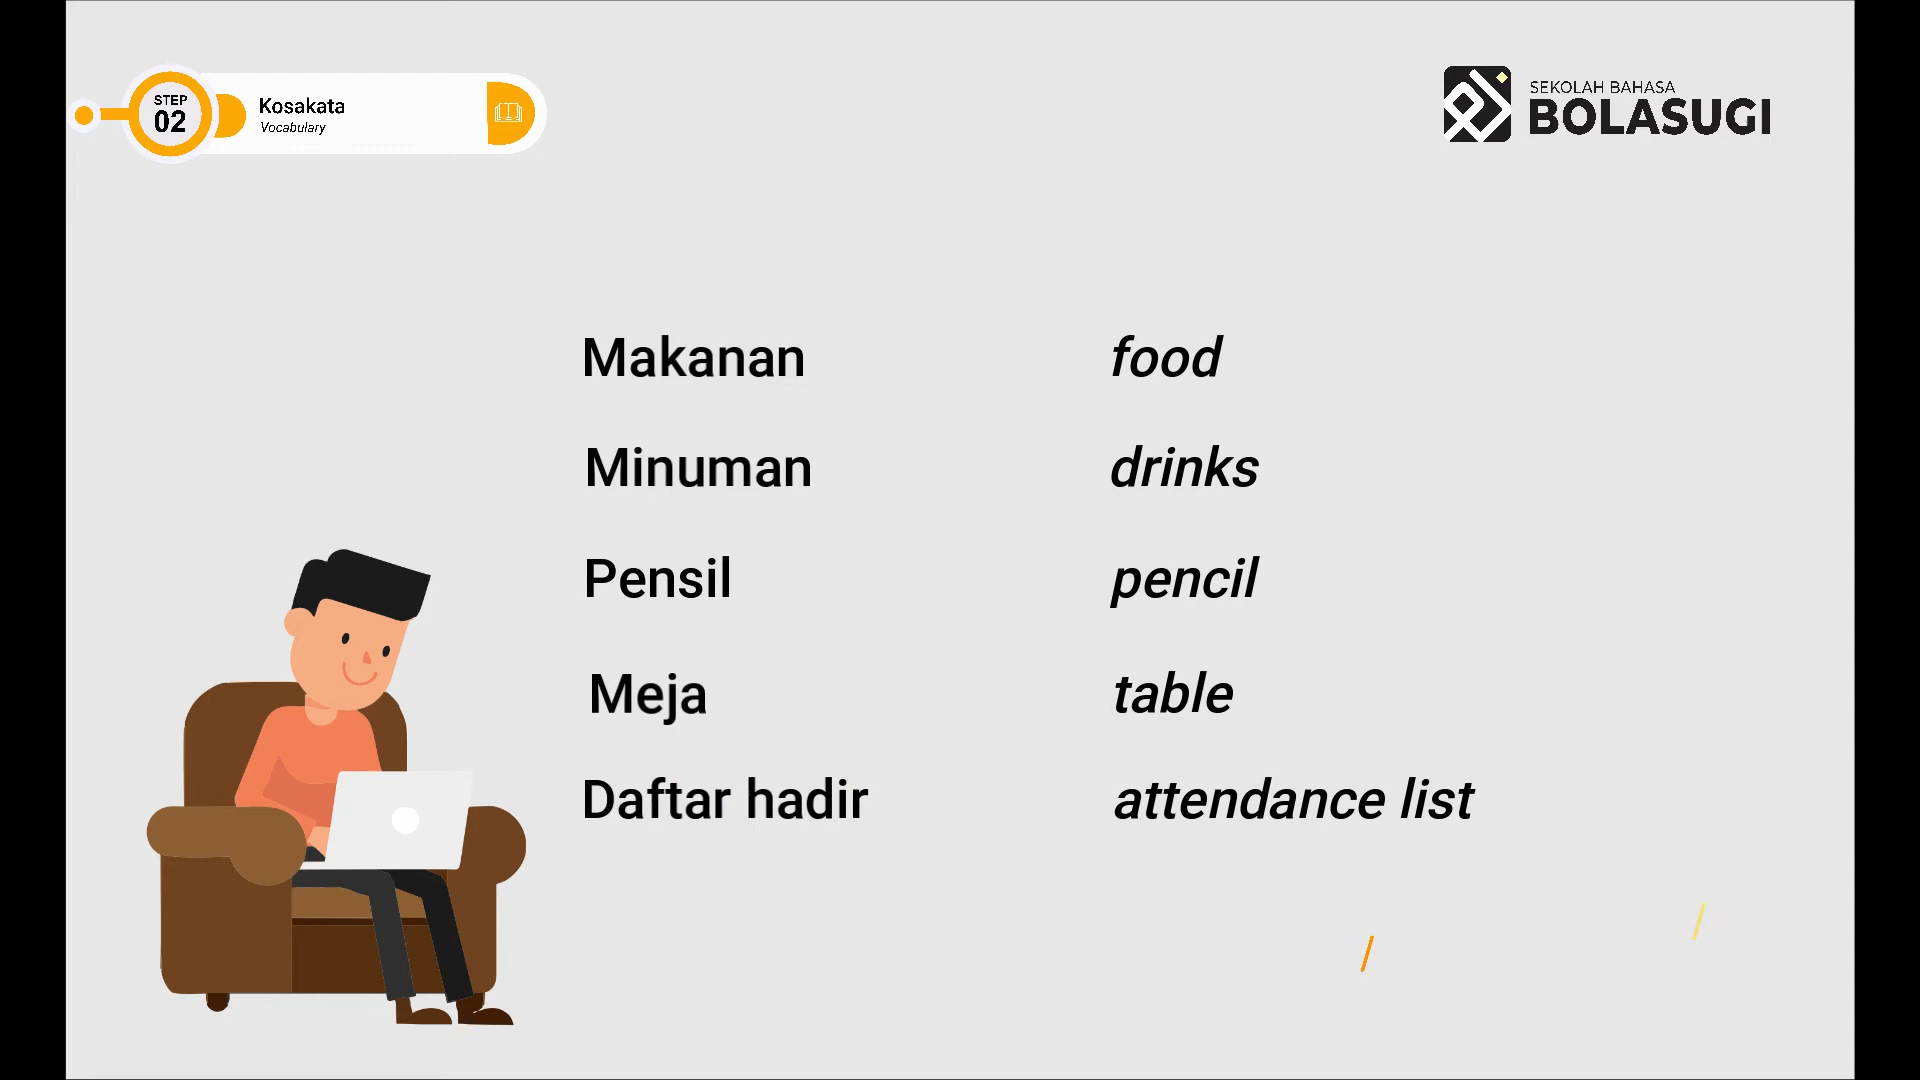 STEP
02
Kosakata
Vocabulary
SEKOLAH BAHASA
BOLASUGI
Makanan food
Minuman drinks
Pensil pencil
Meja table
Daftar hadir attendance list